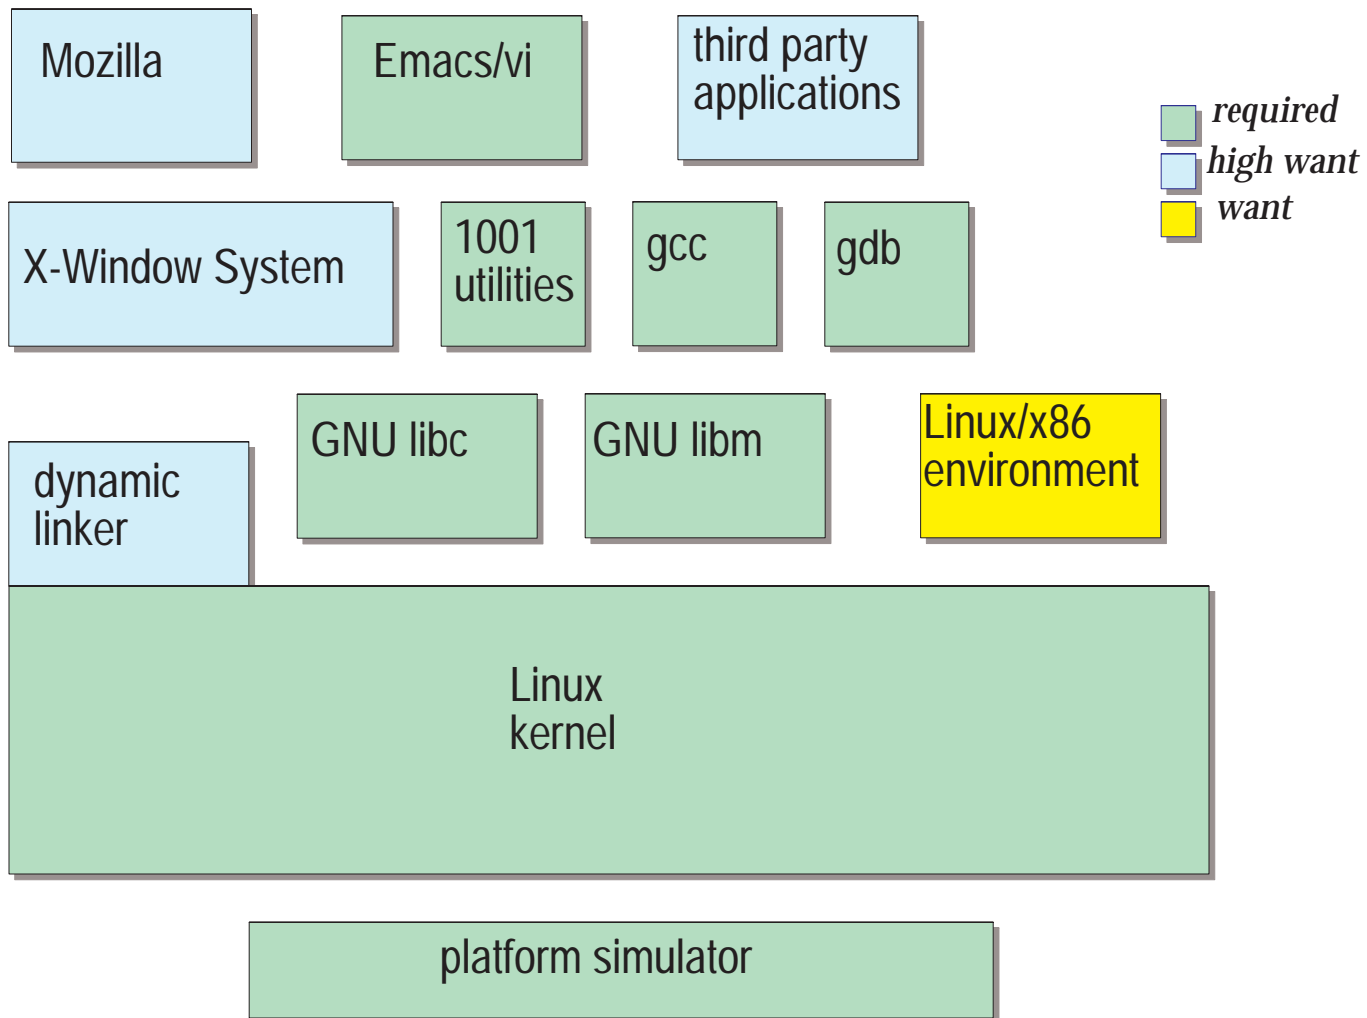 Mozilla
Emacs/vi
third party
applications
required
high want
want
X-Window System
1001
utilities
gcc
gdb
GNU libc
GNU libm
Linux/x86
environment
dynamic
linker
Linux
kernel
platform simulator